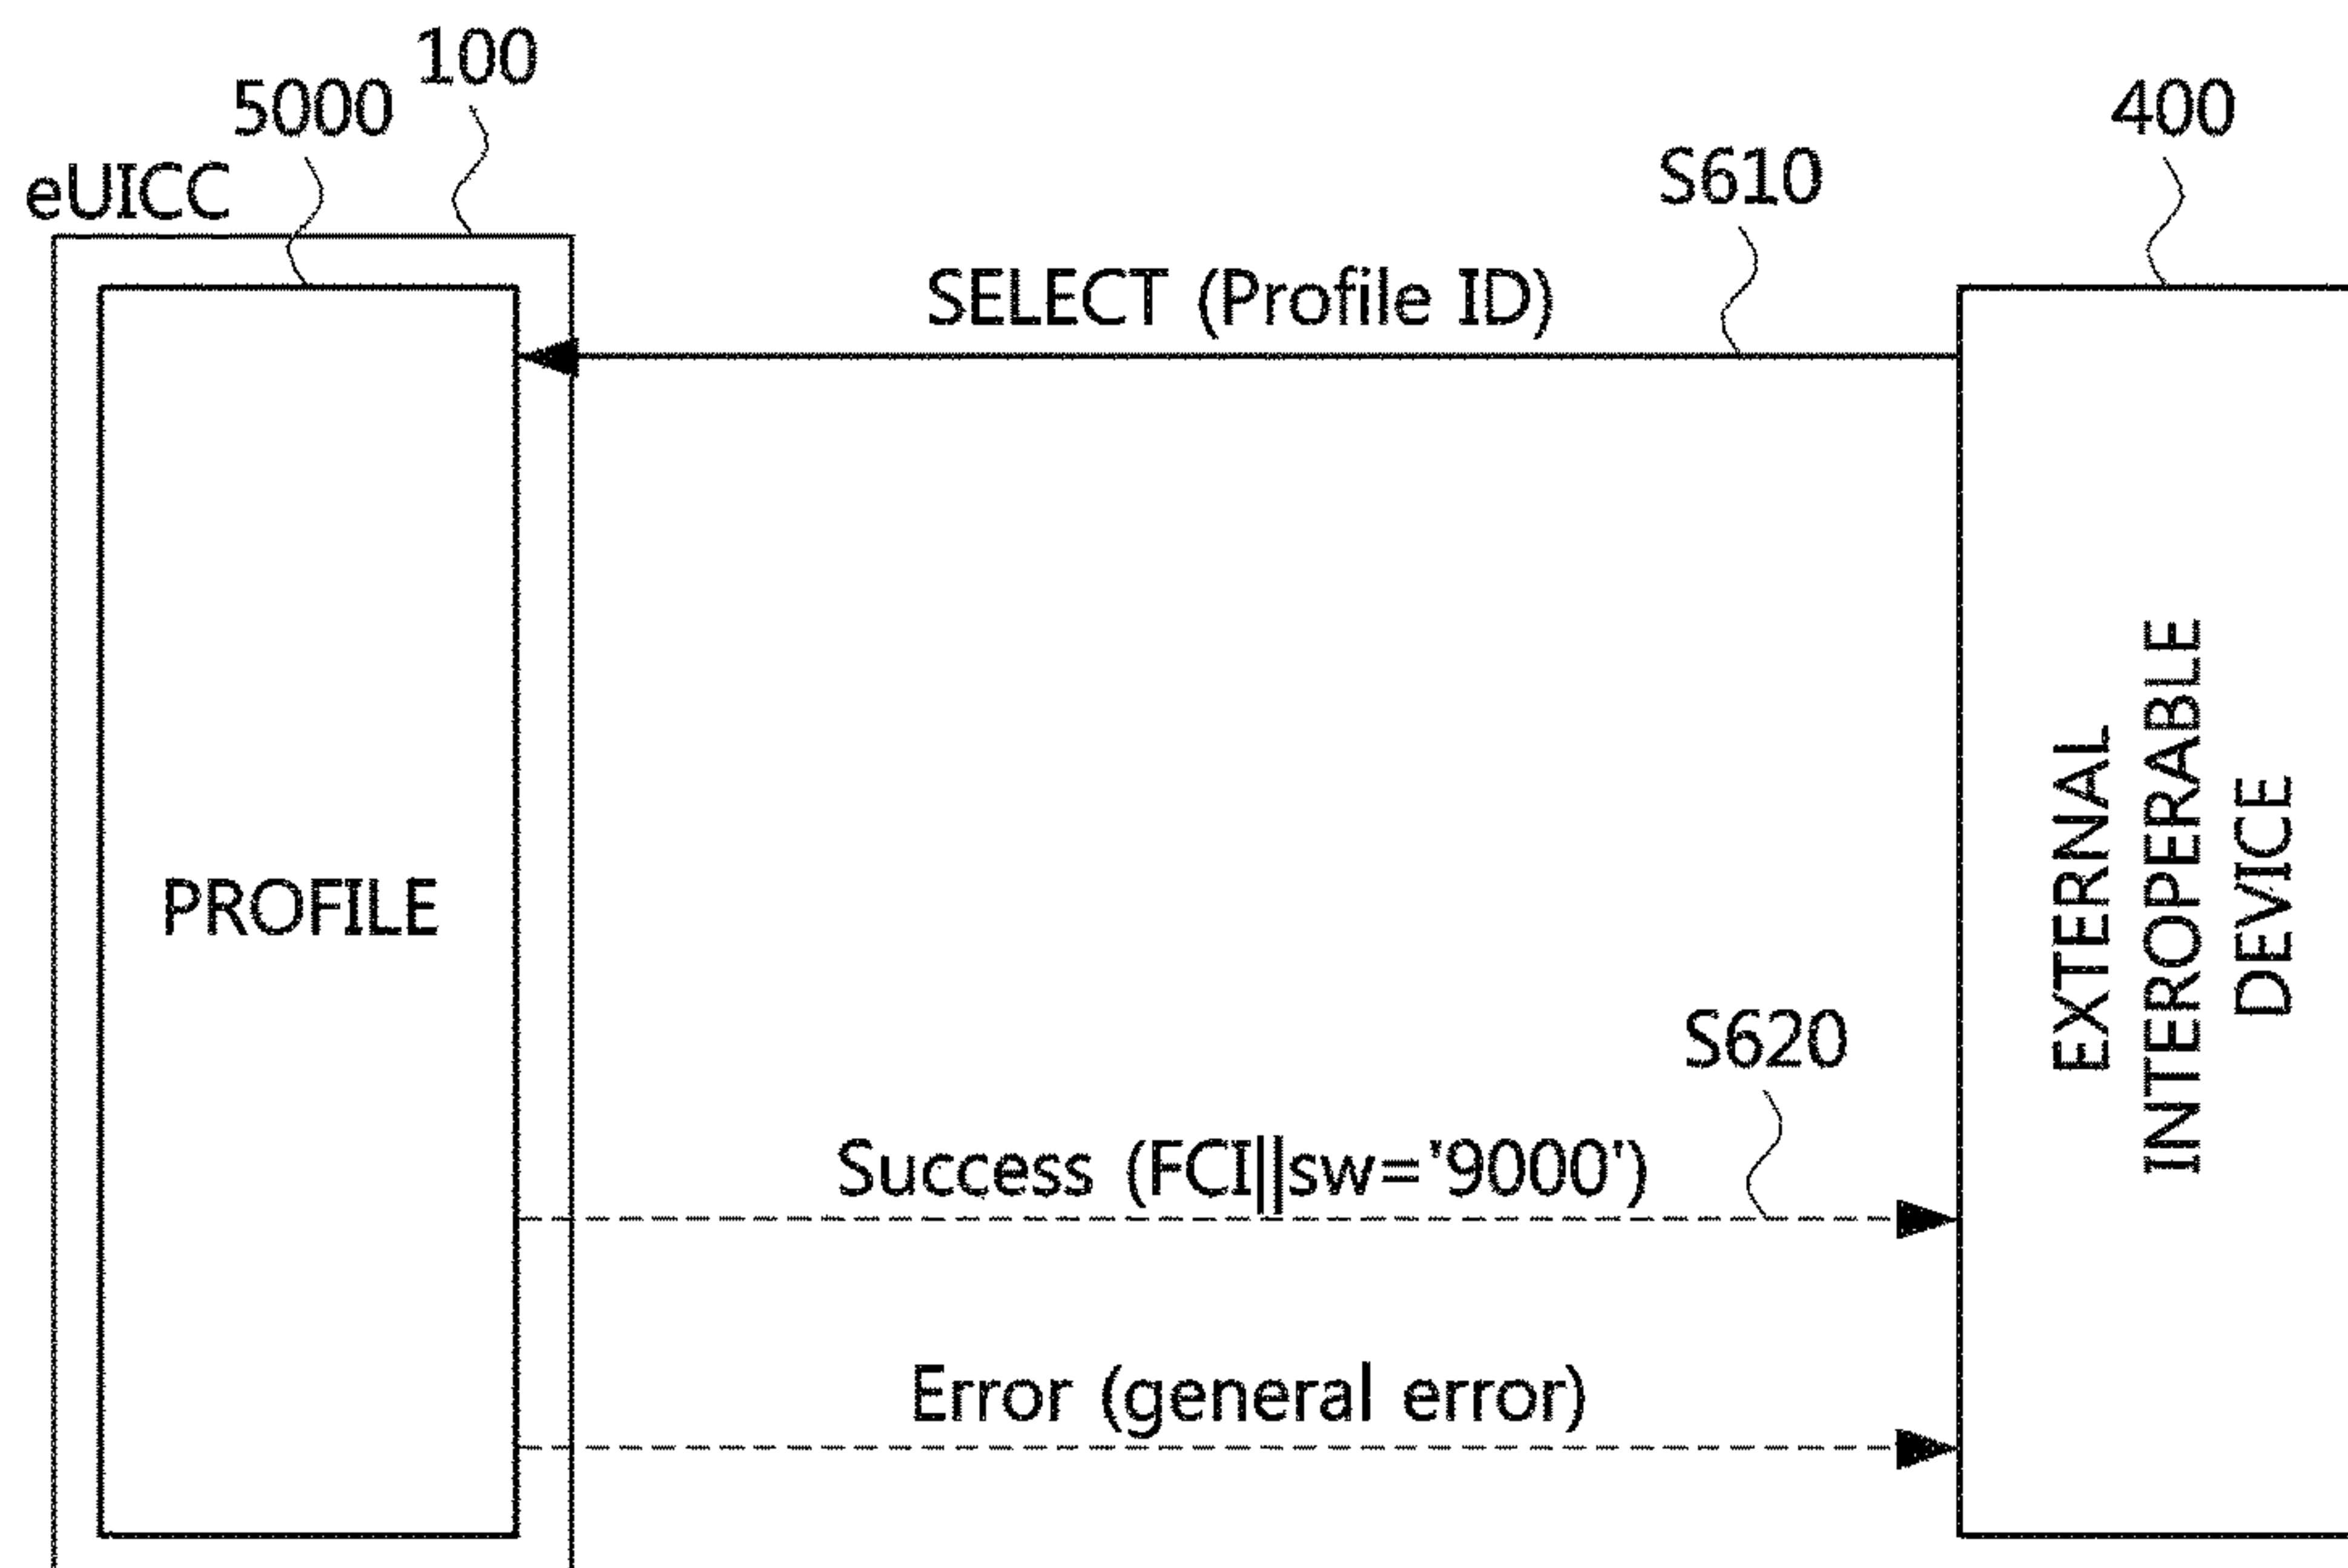 100
5000
400
eUICC
S610
SELECT (Profile ID)
PROFILE
EXTERNAL
INTEROPERABLE
DEVICE
S620
Success (FCI||sw='9000')
Error (general error)